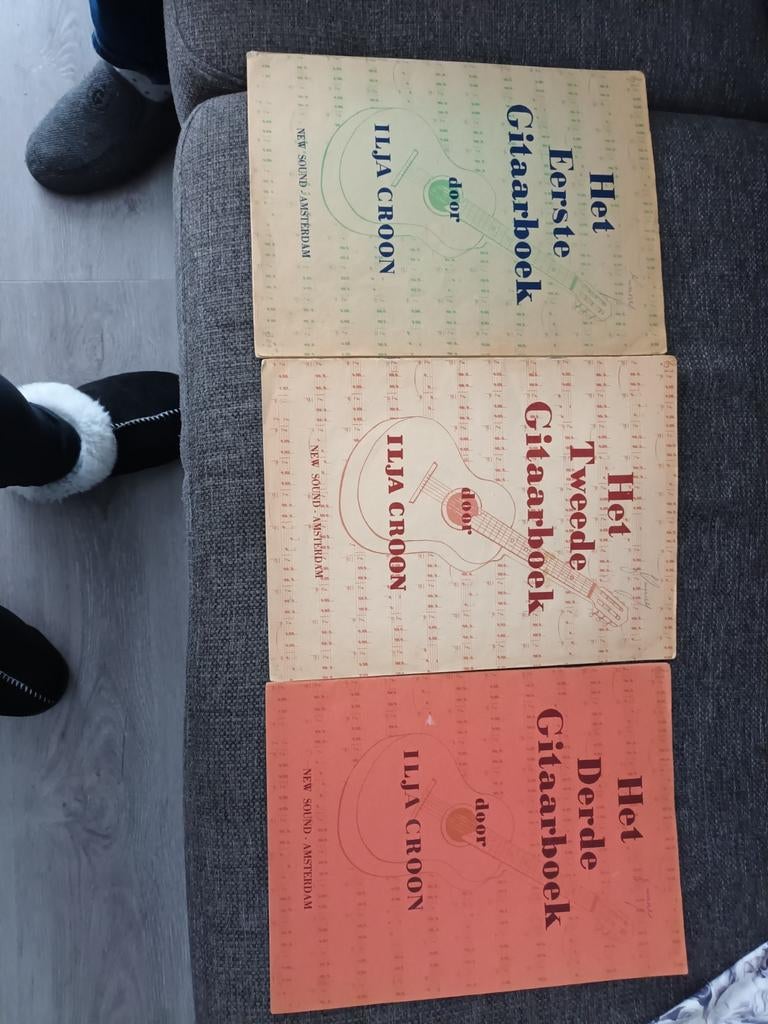 Het
Eerste
Gitaarboek
door
ILJA CROON
NEW SOUND - AMSTERDAM
Het
Tweede
Gitaarboek
door
ILJA CROON
NEW SOUND - AMSTERDAM
Het
Derde
Gitaarboek
door
ILJA CROON
NEW SOUND - AMSTERDAM